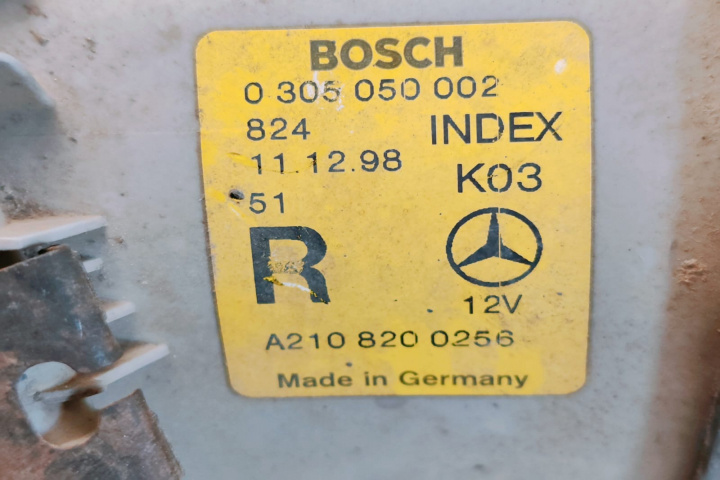 BOSCH
0 305 050 002
824 INDEX
11.12.98
K03
51
R
12V
A210 820 0256
Made in Germany